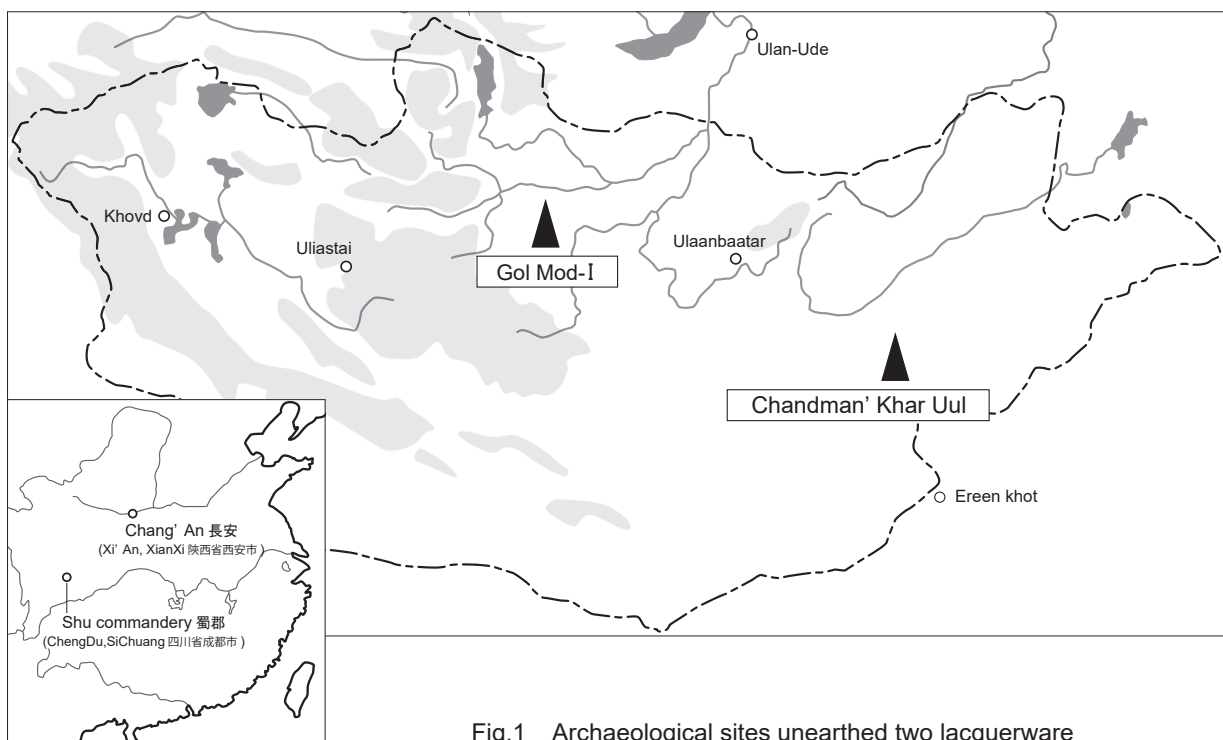 Ulan-Ude
Khovd
Uliastai
Ulaanbaatar
Gol Mod-I
Chandman’ Khar Uul
Ereen khot
Chang’ An 長安
(Xi’ An, XianXi 陝西省西安市)
Shu commandery 蜀郡
(ChengDu,SiChuang 四川省成都市)
Fig.1 Archaeological sites unearthed two lacquerware